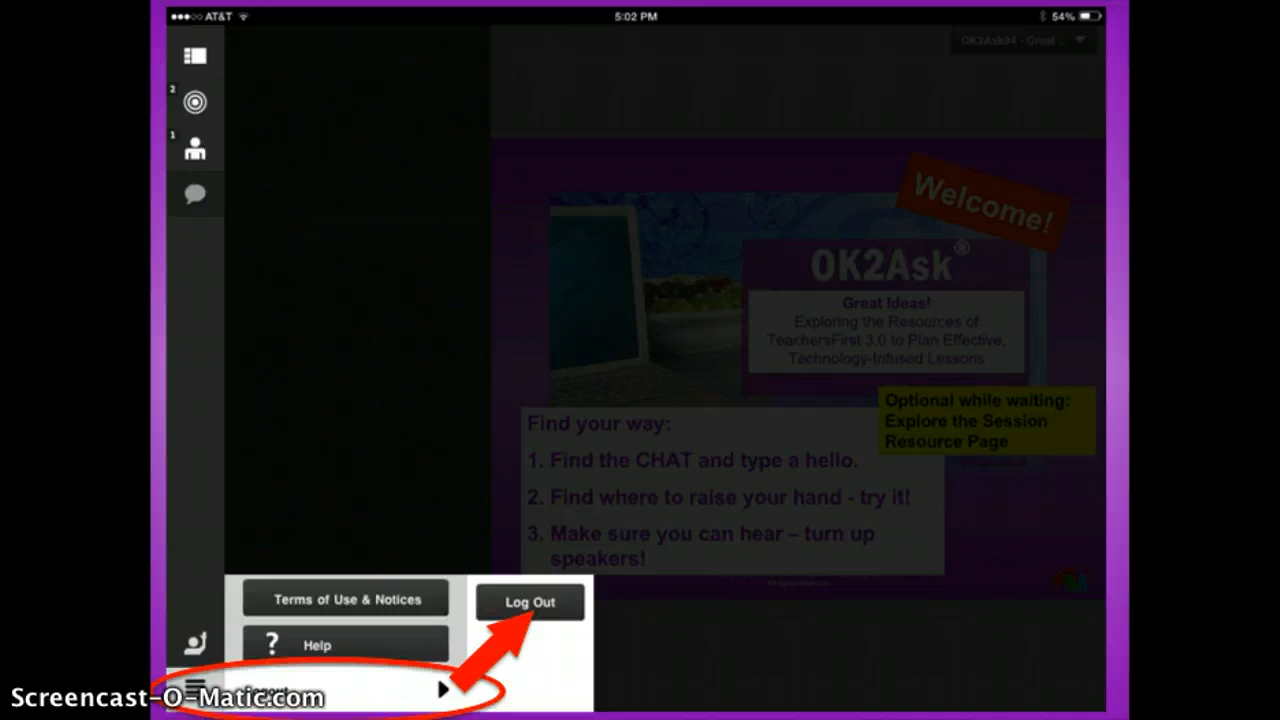 AT&T
5:02 PM
54%
OK2Ask#4 - Great ...
2
1
Welcome!
OK2Ask®
Great Ideas!
Exploring the Resources of
TeachersFirst 3.0 to Plan Effective,
Technology-Infused Lessons
Optional while waiting:
Explore the Session
Resource Page
Find your way:
1. Find the CHAT and type a hello.
2. Find where to raise your hand - try it!
3. Make sure you can hear – turn up
speakers!
Terms of Use & Notices
Log Out
? Help
Screencast-O-Matic.com